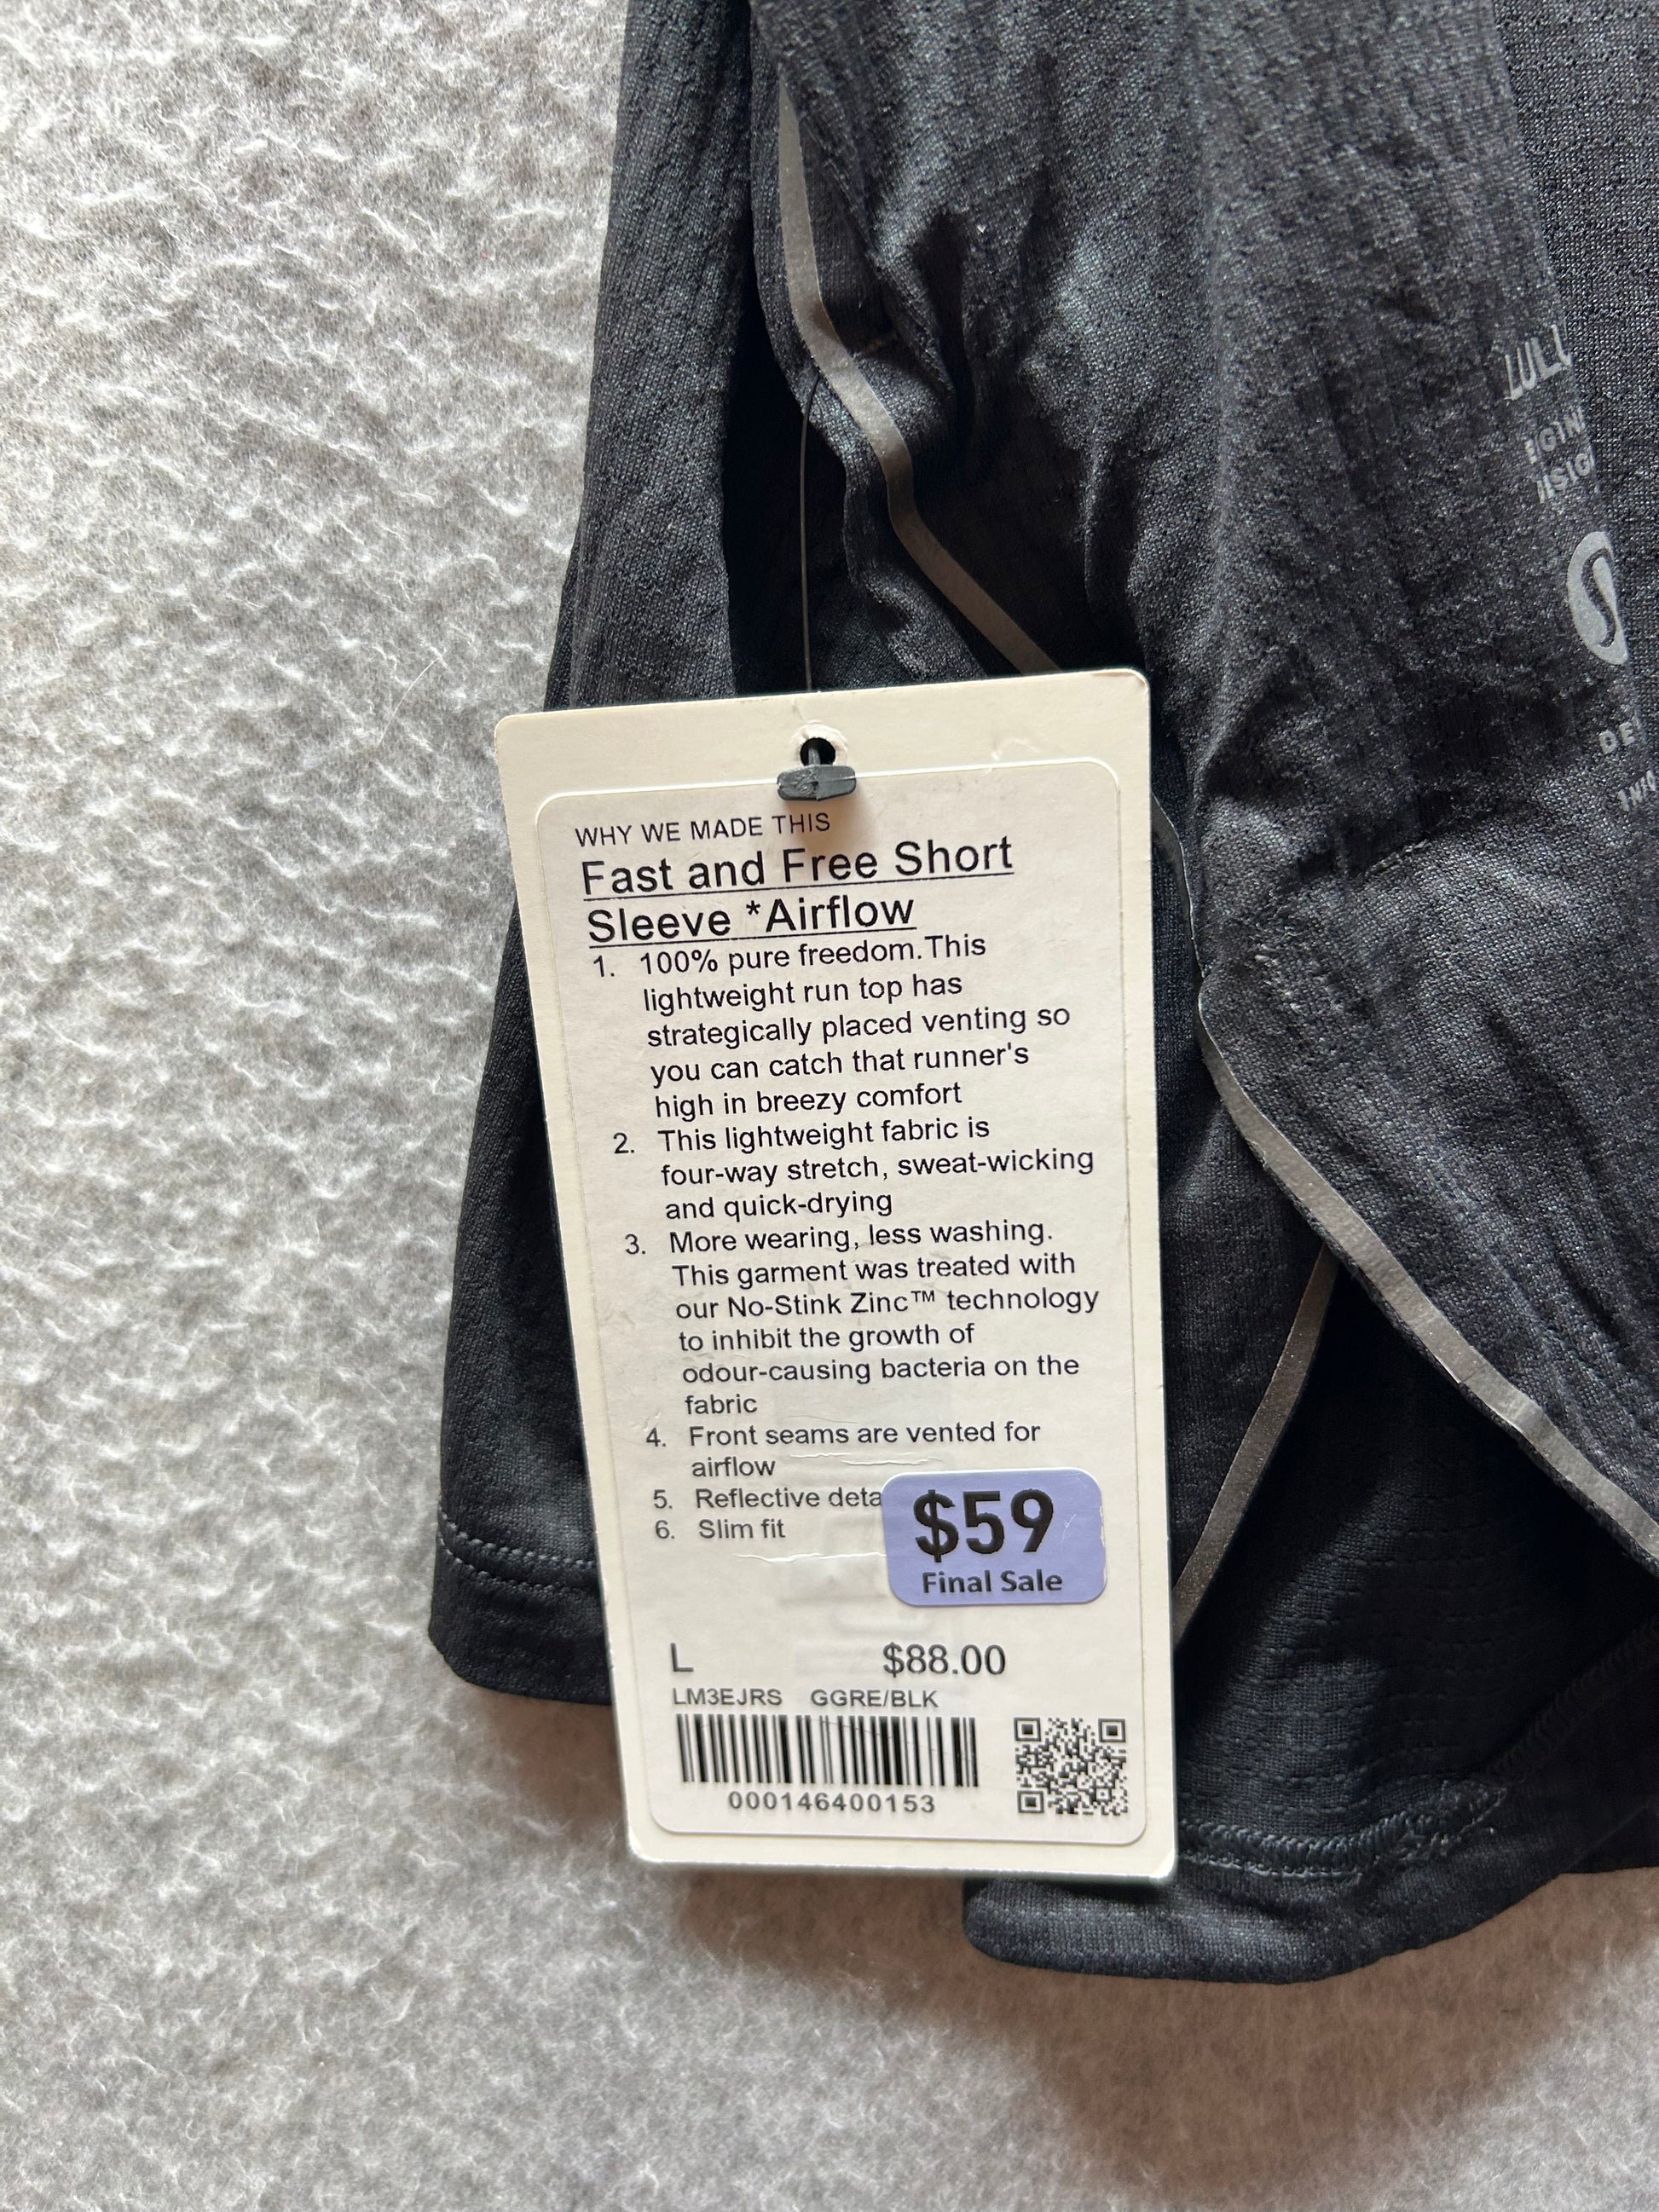 LULU
WHY WE MADE THIS
Fast and Free Short
Sleeve *Airflow
1. 100% pure freedom. This
lightweight run top has
strategically placed venting so
you can catch that runner's
high in breezy comfort
2. This lightweight fabric is
four-way stretch, sweat-wicking
and quick-drying
3. More wearing, less washing.
This garment was treated with
our No-Stink Zinc™ technology
to inhibit the growth of
odour-causing bacteria on the
fabric
4. Front seams are vented for
airflow
5. Reflective deta
6. Slim fit
$59
Final Sale
L $88.00
LM3EJRS GGRE/BLK
000146400153